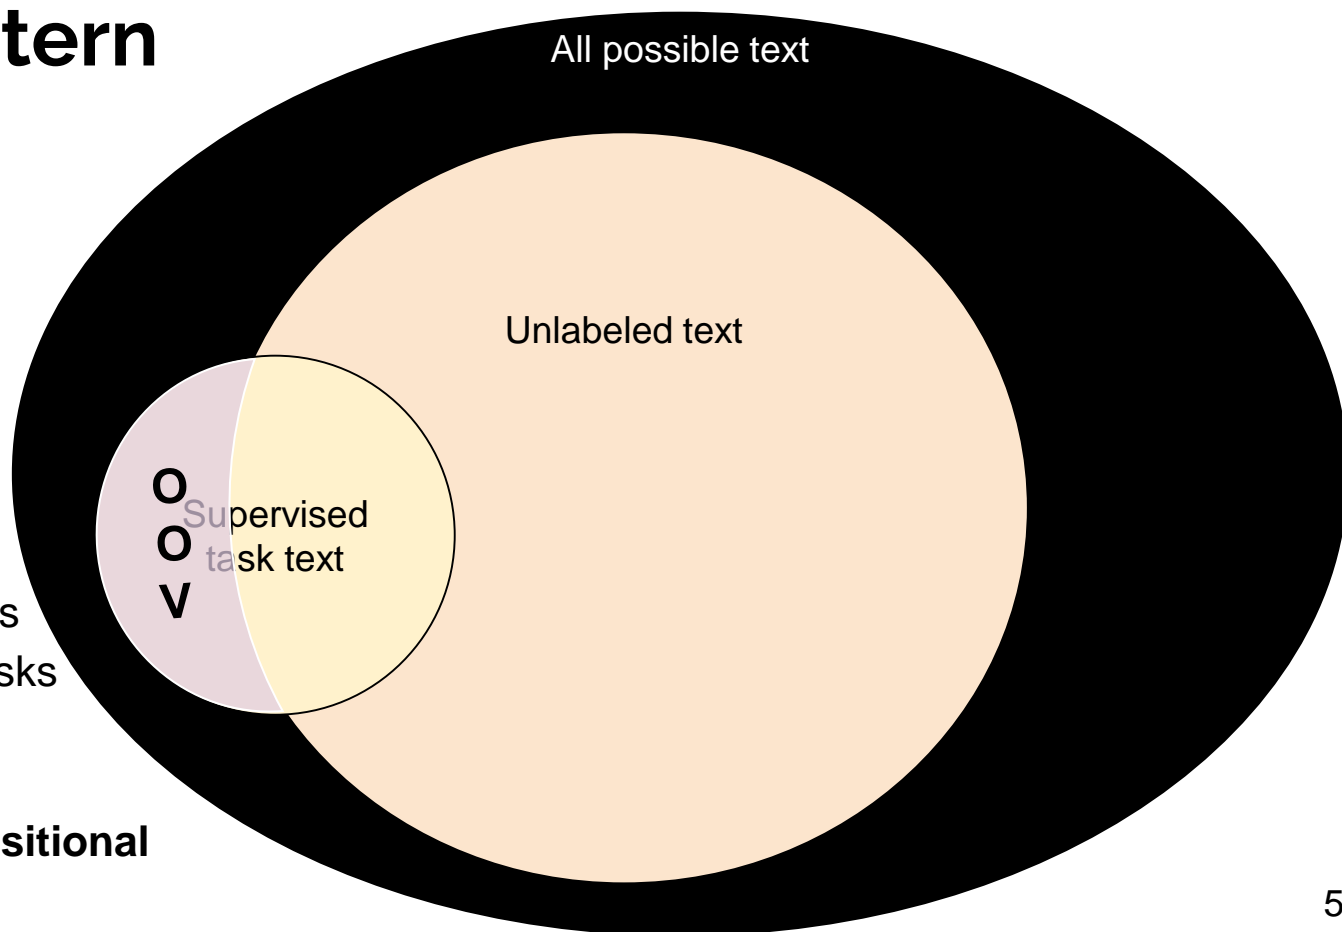 tern
All possible text
Unlabeled text
O
O
V
Supervised
task text
s
sks
sitional
5